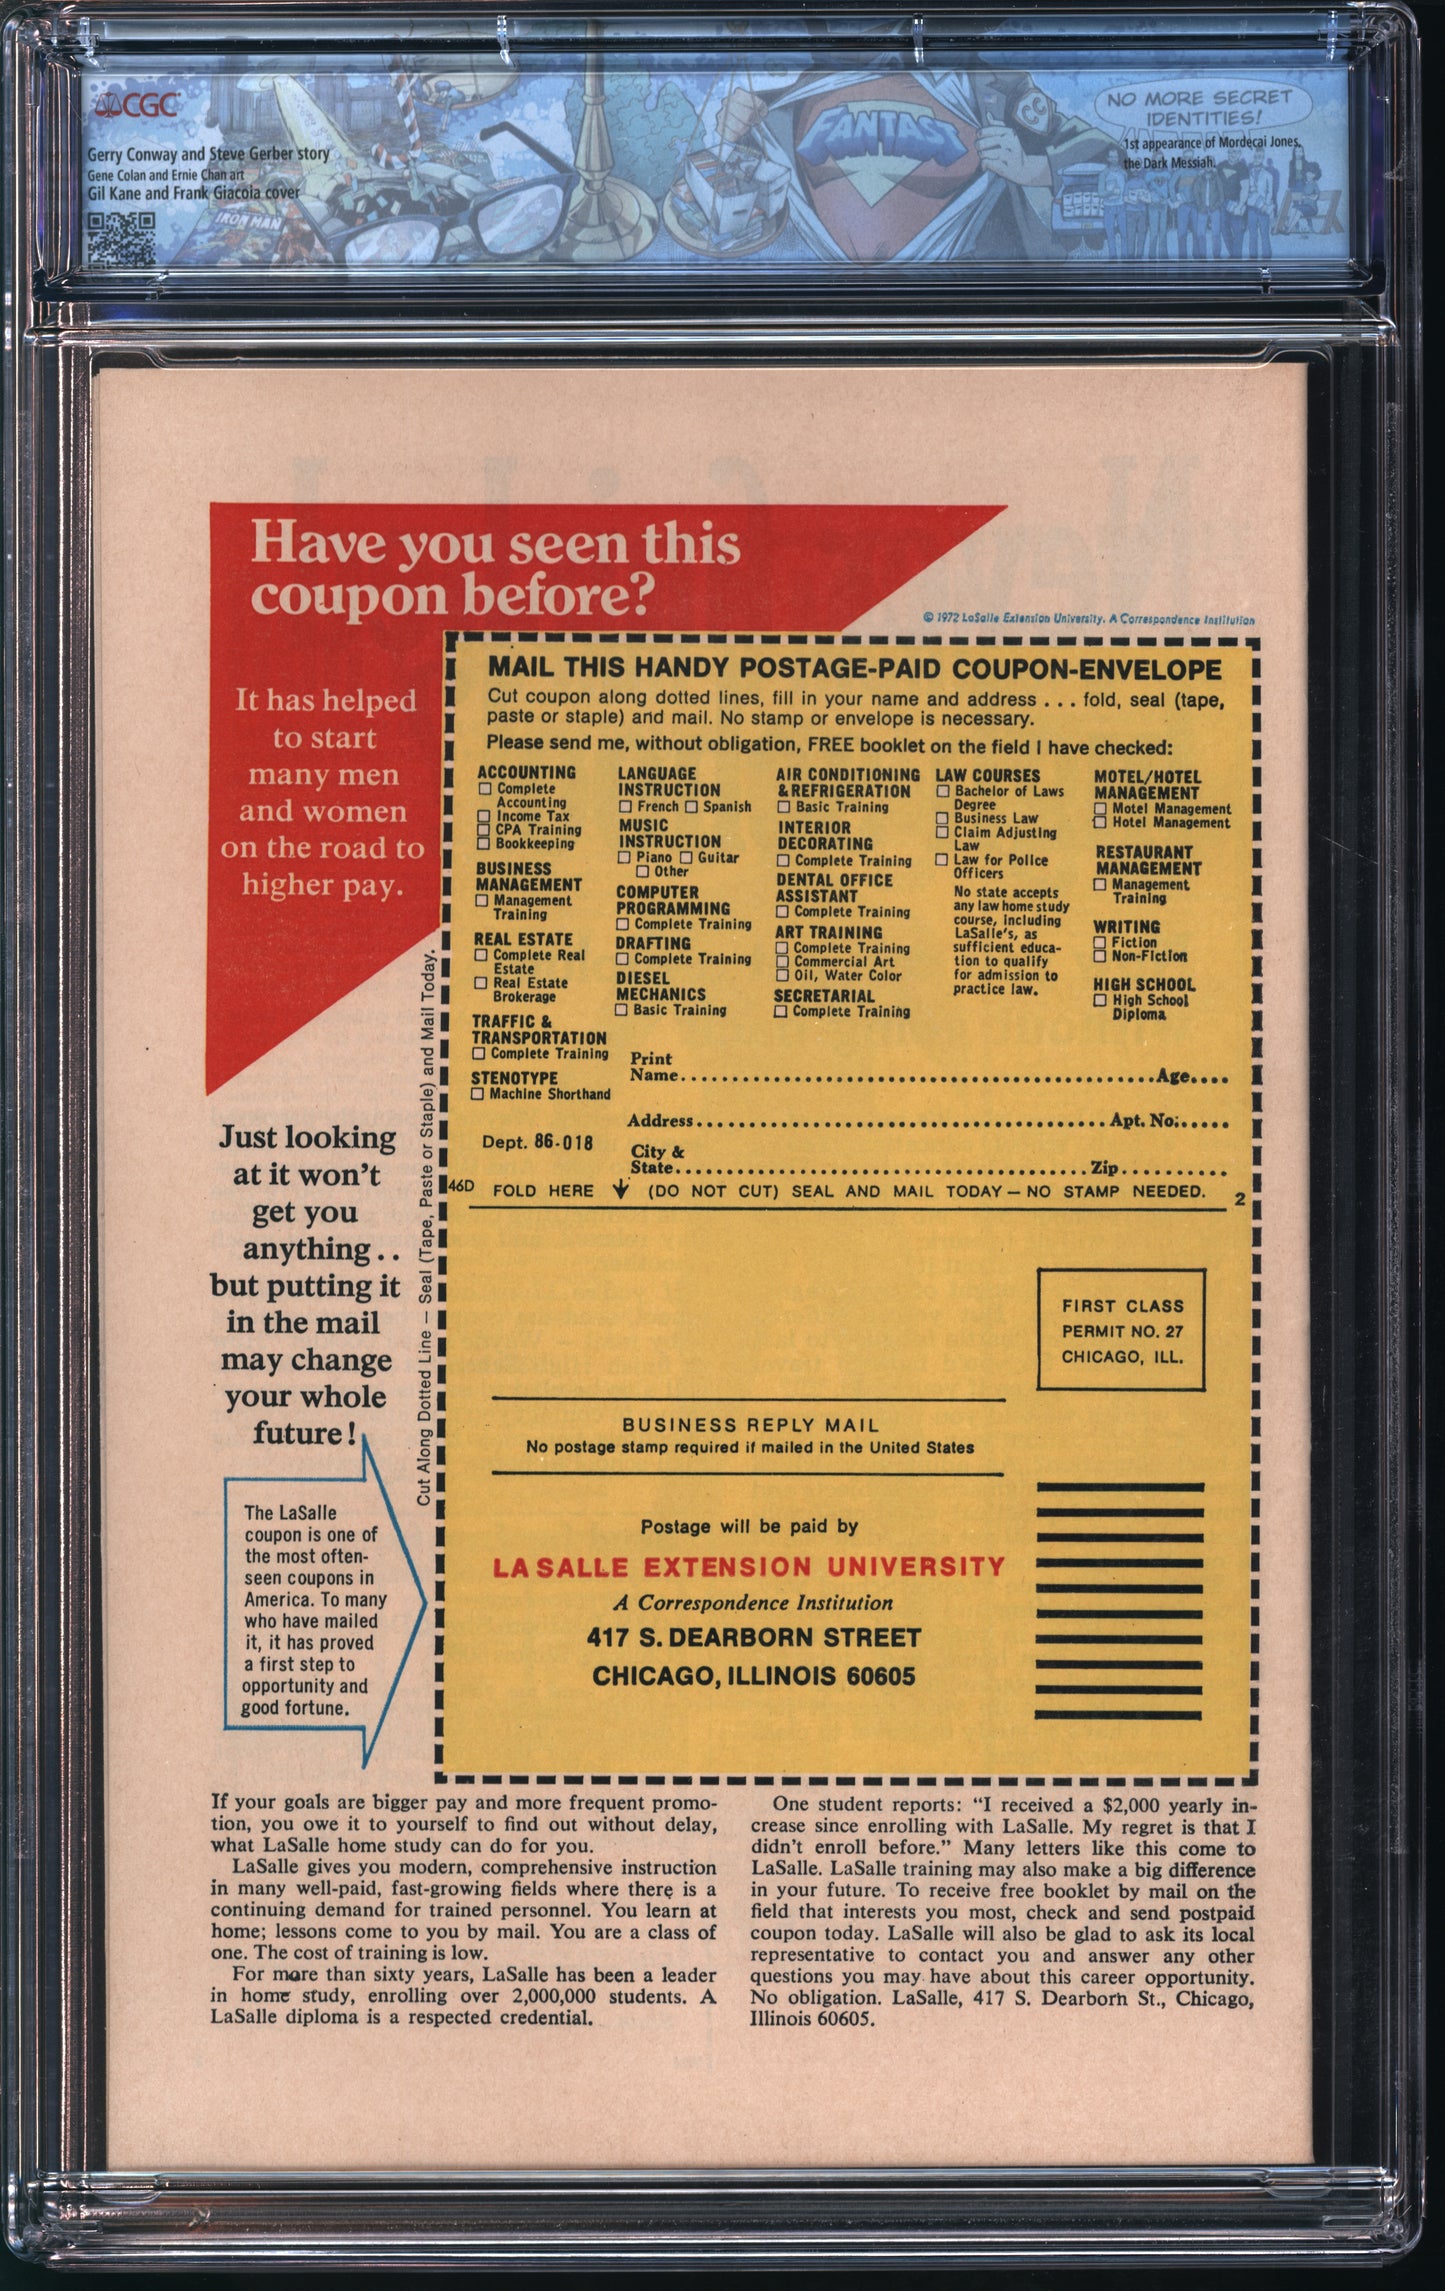 CGC
Gerry Conway and Steve Gerber story
Gene Colan and Ernie Chan art
Gil Kane and Frank Giacoia cover
IRON MAN
FANTAST
CC
NO MORE SECRET
IDENTITIES!
1st appearance of Mordecai Jones,
the Dark Messiah.
Have you seen this
coupon before?
© 1972 LaSalle Extension University. A Correspondence Institution
It has helped
to start
many men
and women
on the road to
higher pay.
Just looking
at it won't
get you
anything..
but putting it
in the mail
may change
your whole
future!
The LaSalle
coupon is one of
the most often-
seen coupons in
America. To many
who have mailed
it, it has proved
a first step to
opportunity and
good fortune.
Cut Along Dotted Line — Seal (Tape, Paste or Staple) and Mail Today.
MAIL THIS HANDY POSTAGE-PAID COUPON-ENVELOPE
Cut coupon along dotted lines, fill in your name and address . . . fold, seal (tape,
paste or staple) and mail. No stamp or envelope is necessary.
Please send me, without obligation, FREE booklet on the field I have checked:
ACCOUNTING
☐ Complete
Accounting
☐ Income Tax
☐ CPA Training
☐ Bookkeeping
BUSINESS
MANAGEMENT
☐ Management
Training
REAL ESTATE
☐ Complete Real
Estate
☐ Real Estate
Brokerage
TRAFFIC &
TRANSPORTATION
☐ Complete Training
STENOTYPE
☐ Machine Shorthand
LANGUAGE
INSTRUCTION
☐ French ☐ Spanish
MUSIC
INSTRUCTION
☐ Piano ☐ Guitar
☐ Other
COMPUTER
PROGRAMMING
☐ Complete Training
DRAFTING
☐ Complete Training
DIESEL
MECHANICS
☐ Basic Training
AIR CONDITIONING
& REFRIGERATION
☐ Basic Training
INTERIOR
DECORATING
☐ Complete Training
DENTAL OFFICE
ASSISTANT
☐ Complete Training
ART TRAINING
☐ Complete Training
☐ Commercial Art
☐ Oil, Water Color
SECRETARIAL
☐ Complete Training
LAW COURSES
☐ Bachelor of Laws
Degree
☐ Business Law
☐ Claim Adjusting
Law
☐ Law for Police
Officers
No state accepts
any law home study
course, including
LaSalle's, as
sufficient educa-
tion to qualify
for admission to
practice law.
MOTEL/HOTEL
MANAGEMENT
☐ Motel Management
☐ Hotel Management
RESTAURANT
MANAGEMENT
☐ Management
Training
WRITING
☐ Fiction
☐ Non-Fiction
HIGH SCHOOL
☐ High School
Diploma
Print
Name.......................................................Age....
Address................................................Apt. No:.....
Dept. 86-018
City &
State................................................Zip..........
46D FOLD HERE ↓ (DO NOT CUT) SEAL AND MAIL TODAY — NO STAMP NEEDED. 2
FIRST CLASS
PERMIT NO. 27
CHICAGO, ILL.
BUSINESS REPLY MAIL
No postage stamp required if mailed in the United States
Postage will be paid by
LA SALLE EXTENSION UNIVERSITY
A Correspondence Institution
417 S. DEARBORN STREET
CHICAGO, ILLINOIS 60605
If your goals are bigger pay and more frequent promo-
tion, you owe it to yourself to find out without delay,
what LaSalle home study can do for you.
LaSalle gives you modern, comprehensive instruction
in many well-paid, fast-growing fields where there is a
continuing demand for trained personnel. You learn at
home; lessons come to you by mail. You are a class of
one. The cost of training is low.
For more than sixty years, LaSalle has been a leader
in home study, enrolling over 2,000,000 students. A
LaSalle diploma is a respected credential.
One student reports: "I received a $2,000 yearly in-
crease since enrolling with LaSalle. My regret is that I
didn't enroll before." Many letters like this come to
LaSalle. LaSalle training may also make a big difference
in your future. To receive free booklet by mail on the
field that interests you most, check and send postpaid
coupon today. LaSalle will also be glad to ask its local
representative to contact you and answer any other
questions you may have about this career opportunity.
No obligation. LaSalle, 417 S. Dearborn St., Chicago,
Illinois 60605.